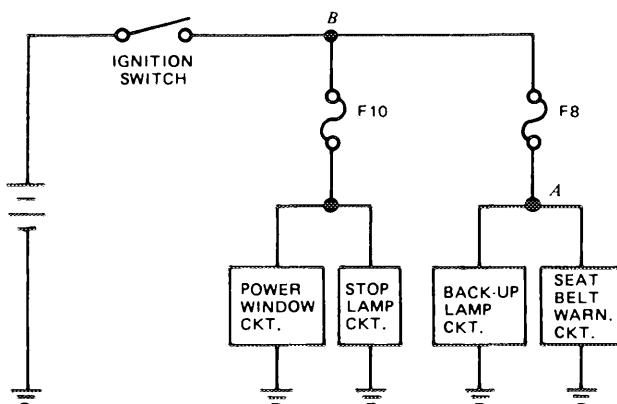 B
IGNITION
SWITCH
F10
F8
A
POWER
WINDOW
CKT.
STOP
LAMP
CKT.
BACK-UP
LAMP
CKT.
SEAT
BELT
WARN.
CKT.